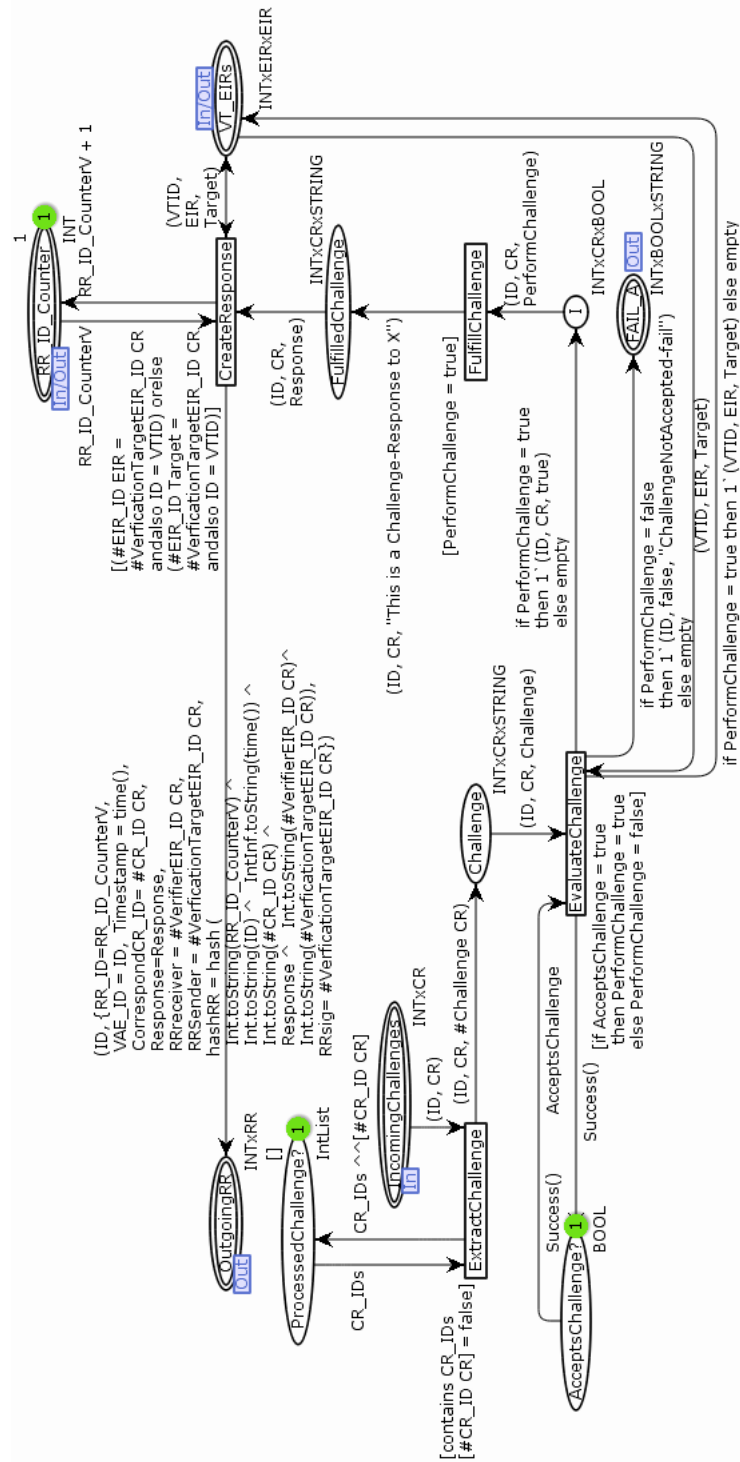 1
RR_ID_Counter
1
INT
In/Out
RR_ID_CounterV
RR_ID_CounterV + 1
In/Out
VT_EIRs
INTxEIRxEIR
(VTID,
EIR,
Target)
CreateResponse
[(#EIR_ID EIR =
#VerficationTargetEIR_ID CR
andalso ID = VTID) orelse
(#EIR_ID Target =
#VerficationTargetEIR_ID CR
andalso ID = VTID)]
(ID, {RR_ID=RR_ID_CounterV,
VAE_ID = ID, Timestamp = time(),
CorrespondCR_ID= #CR_ID CR,
Response=Response,
RRreceiver = #VerifierEIR_ID CR,
RRSender = #VerficationTargetEIR_ID CR,
hashRR = hash (
Int.toString(RR_ID_CounterV) ^
Int.toString(ID) ^ IntInf.toString(time()) ^
Int.toString(#CR_ID CR) ^
Response ^ Int.toString(#VerifierEIR_ID CR)^
Int.toString(#VerficationTargetEIR_ID CR)),
RRsig= #VerficationTargetEIR_ID CR})
OutgoingRR
Out
INTxRR
[]
ProcessedChallenge?
1
IntList
CR_IDs
CR_IDs ^^[#CR_ID CR]
IncomingChallenges
In
INTxCR
(ID, CR)
ExtractChallenge
[contains CR_IDs
[#CR_ID CR] = false]
(ID, CR, #Challenge CR)
Challenge
INTxCRxSTRING
(ID, CR, Challenge)
(ID, CR,
Response)
FulfilledChallenge
INTxCRxSTRING
(ID, CR, "This is a Challenge-Response to X")
FulfillChallenge
[PerformChallenge = true]
(ID, CR,
PerformChallenge)
I
INTxCRxBOOL
if PerformChallenge = true
then 1`(ID, CR, true)
else empty
AcceptsChallenge?
1
BOOL
Success()
AcceptsChallenge
Success()
EvaluateChallenge
[if AcceptsChallenge = true
then PerformChallenge = true
else PerformChallenge = false]
FAIL_A
Out
INTxBOOLxSTRING
if PerformChallenge = false
then 1`(ID, false, "ChallengeNotAccepted-fail")
else empty
(VTID, EIR, Target)
if PerformChallenge = true then 1`(VTID, EIR, Target) else empty